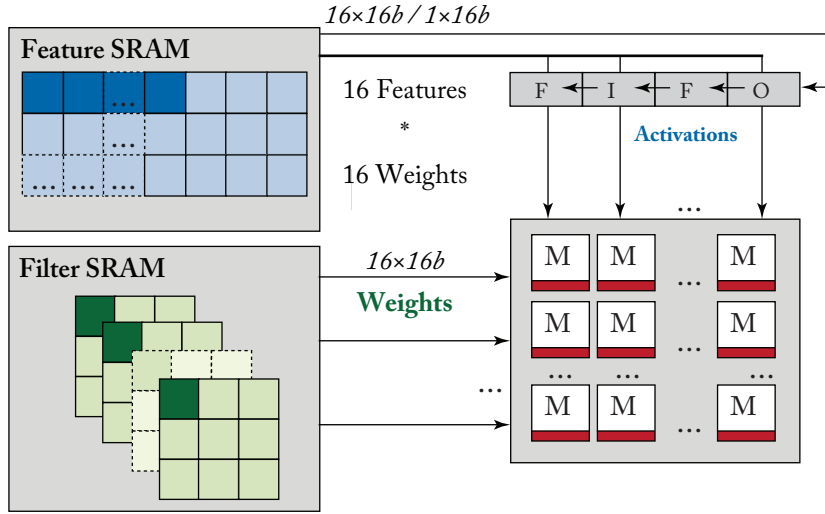 16×16b / 1×16b
Feature SRAM
...
...
... ... ...
16 Features
*
16 Weights
F I F O
Activations
...
Filter SRAM
16×16b
Weights
M M ... M
M M ... M
... ... ... ...
M M ... M